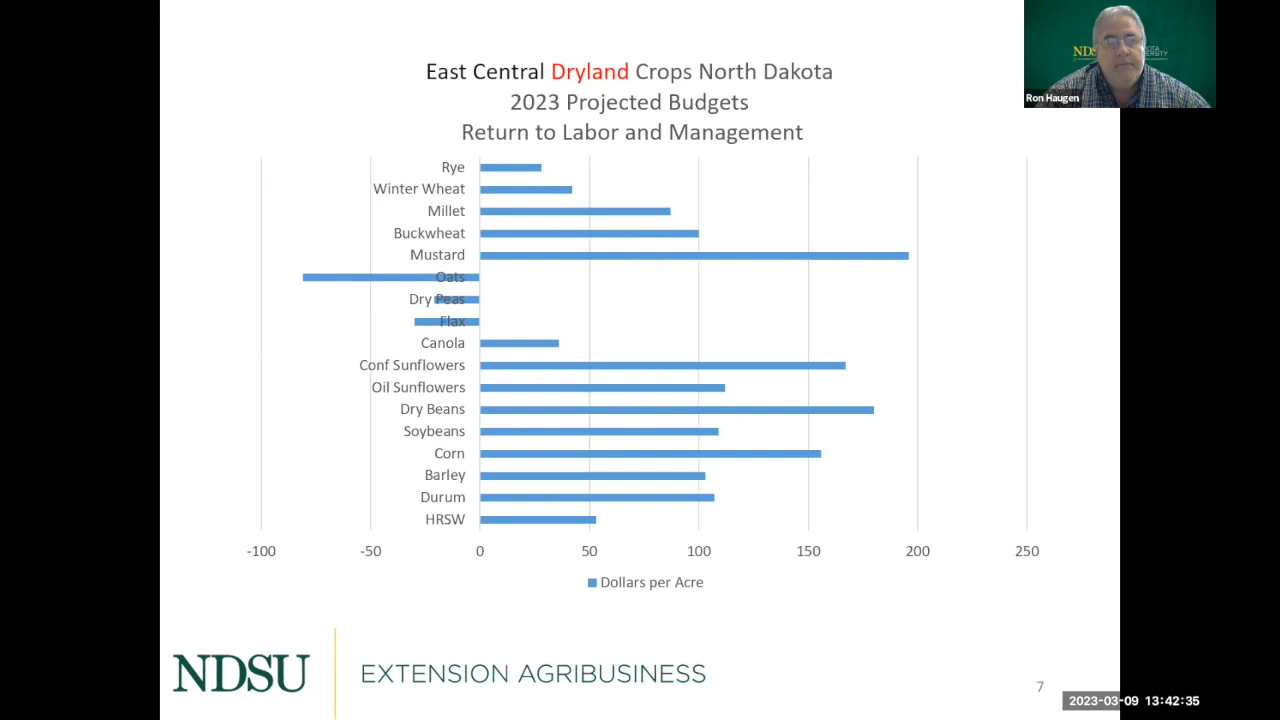 East Central Dryland Crops North Dakota
2023 Projected Budgets
Return to Labor and Management
Rye
Winter Wheat
Millet
Buckwheat
Mustard
Oats
Dry Peas
Flax
Canola
Conf Sunflowers
Oil Sunflowers
Dry Beans
Soybeans
Corn
Barley
Durum
HRSW
-100 -50 0 50 100 150 200 250
Dollars per Acre
NDSU
EXTENSION AGRIBUSINESS
7
2023-03-09 13:42:35
Ron Haugen